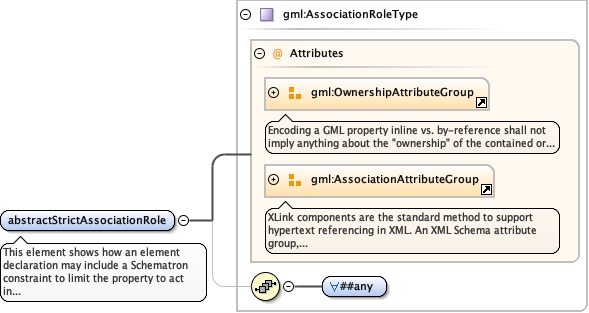 gml:AssociationRoleType
@ Attributes
gml:OwnershipAttributeGroup
Encoding a GML property inline vs. by-reference shall not
imply anything about the "ownership" of the contained or...
gml:AssociationAttributeGroup
XLink components are the standard method to support
hypertext referencing in XML. An XML Schema attribute
group,...
abstractStrictAssociationRole
This element shows how an element
declaration may include a Schematron
constraint to limit the property to act
in...
∀##any